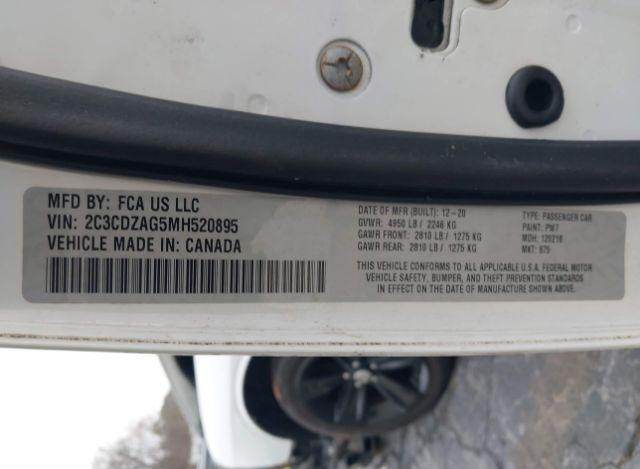 MFD BY: FCA US LLC
VIN: 2C3CDZAG5MH520895
VEHICLE MADE IN: CANADA
DATE OF MFR (BUILT): 12-20
GVWR: 4950 LB / 2246 KG
GAWR FRONT: 2810 LB / 1275 KG
GAWR REAR: 2810 LB / 1275 KG
TYPE: PASSENGER CAR
PAINT: PW7
MDH: 120218
MKT: 875
THIS VEHICLE CONFORMS TO ALL APPLICABLE U.S.A. FEDERAL MOTOR
VEHICLE SAFETY, BUMPER, AND THEFT PREVENTION STANDARDS
IN EFFECT ON THE DATE OF MANUFACTURE SHOWN ABOVE.